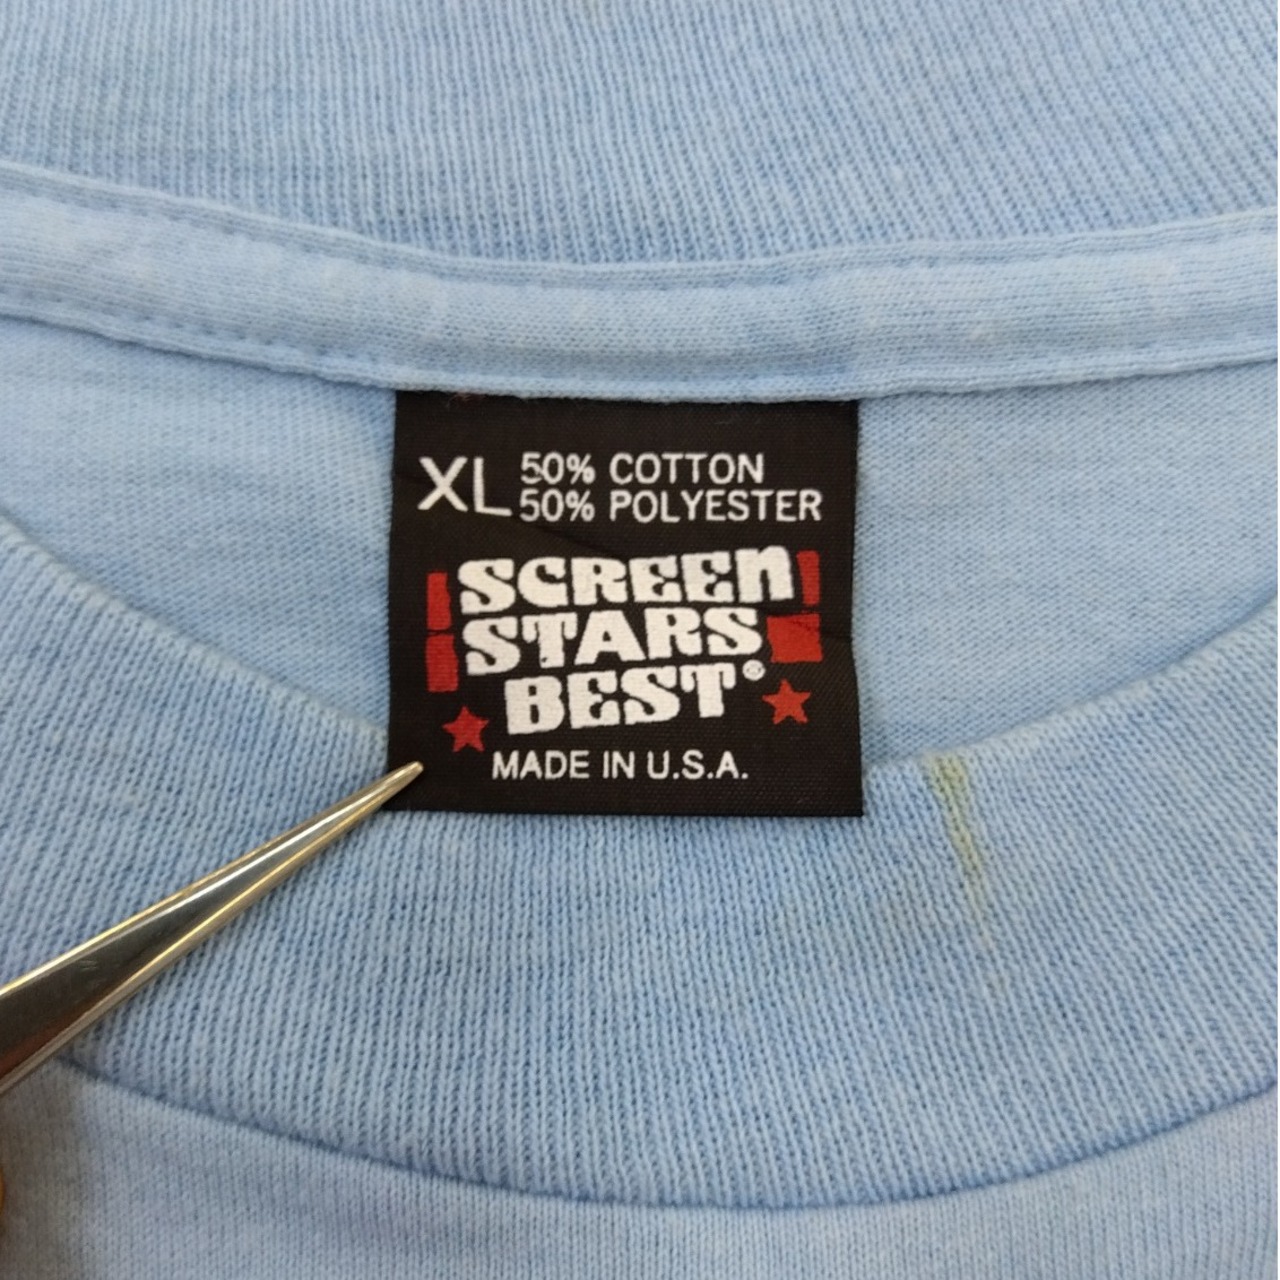 XL 50% COTTON
50% POLYESTER
SCREEN
STARS
BEST®
MADE IN U.S.A.